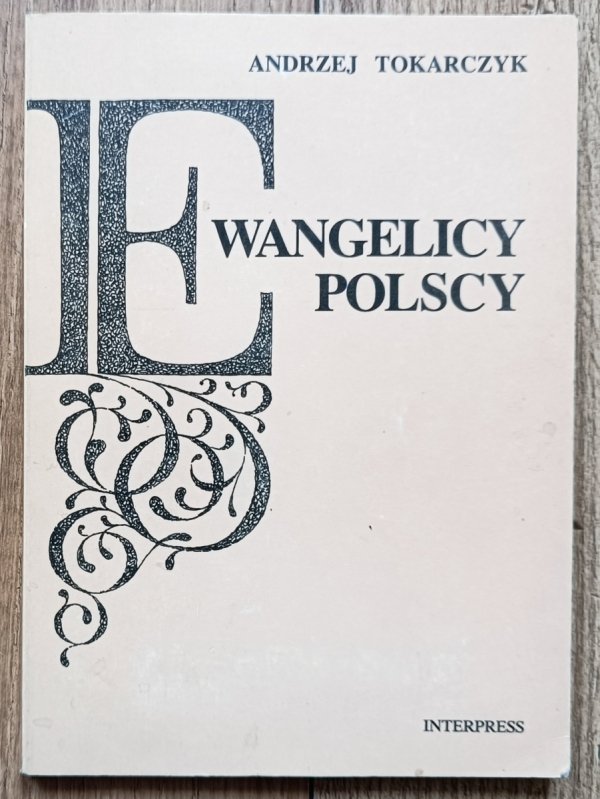 ANDRZEJ TOKARCZYK
EWANGELICY
POLSCY
INTERPRESS